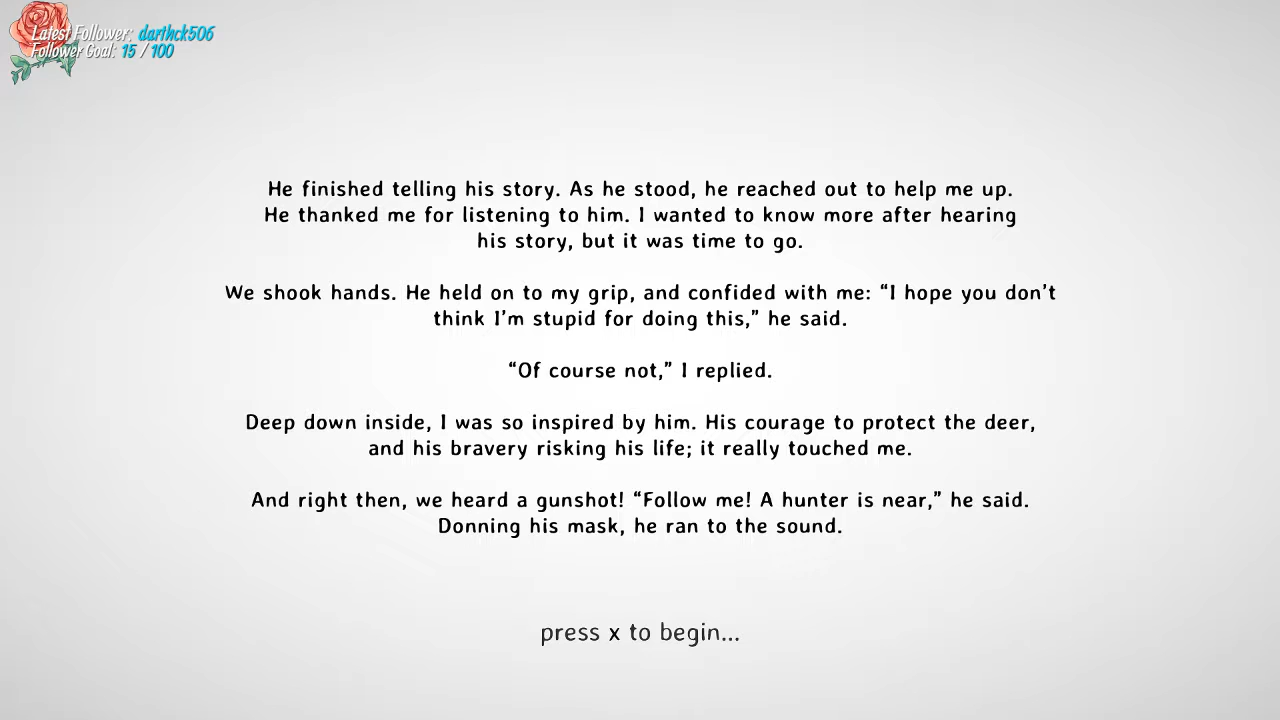 Latest Follower: darthck506
Follower Goal: 15 / 100
He finished telling his story. As he stood, he reached out to help me up.
He thanked me for listening to him. I wanted to know more after hearing
his story, but it was time to go.
We shook hands. He held on to my grip, and confided with me: “I hope you don’t
think I’m stupid for doing this,” he said.
“Of course not,” I replied.
Deep down inside, I was so inspired by him. His courage to protect the deer,
and his bravery risking his life; it really touched me.
And right then, we heard a gunshot! “Follow me! A hunter is near,” he said.
Donning his mask, he ran to the sound.
press x to begin...